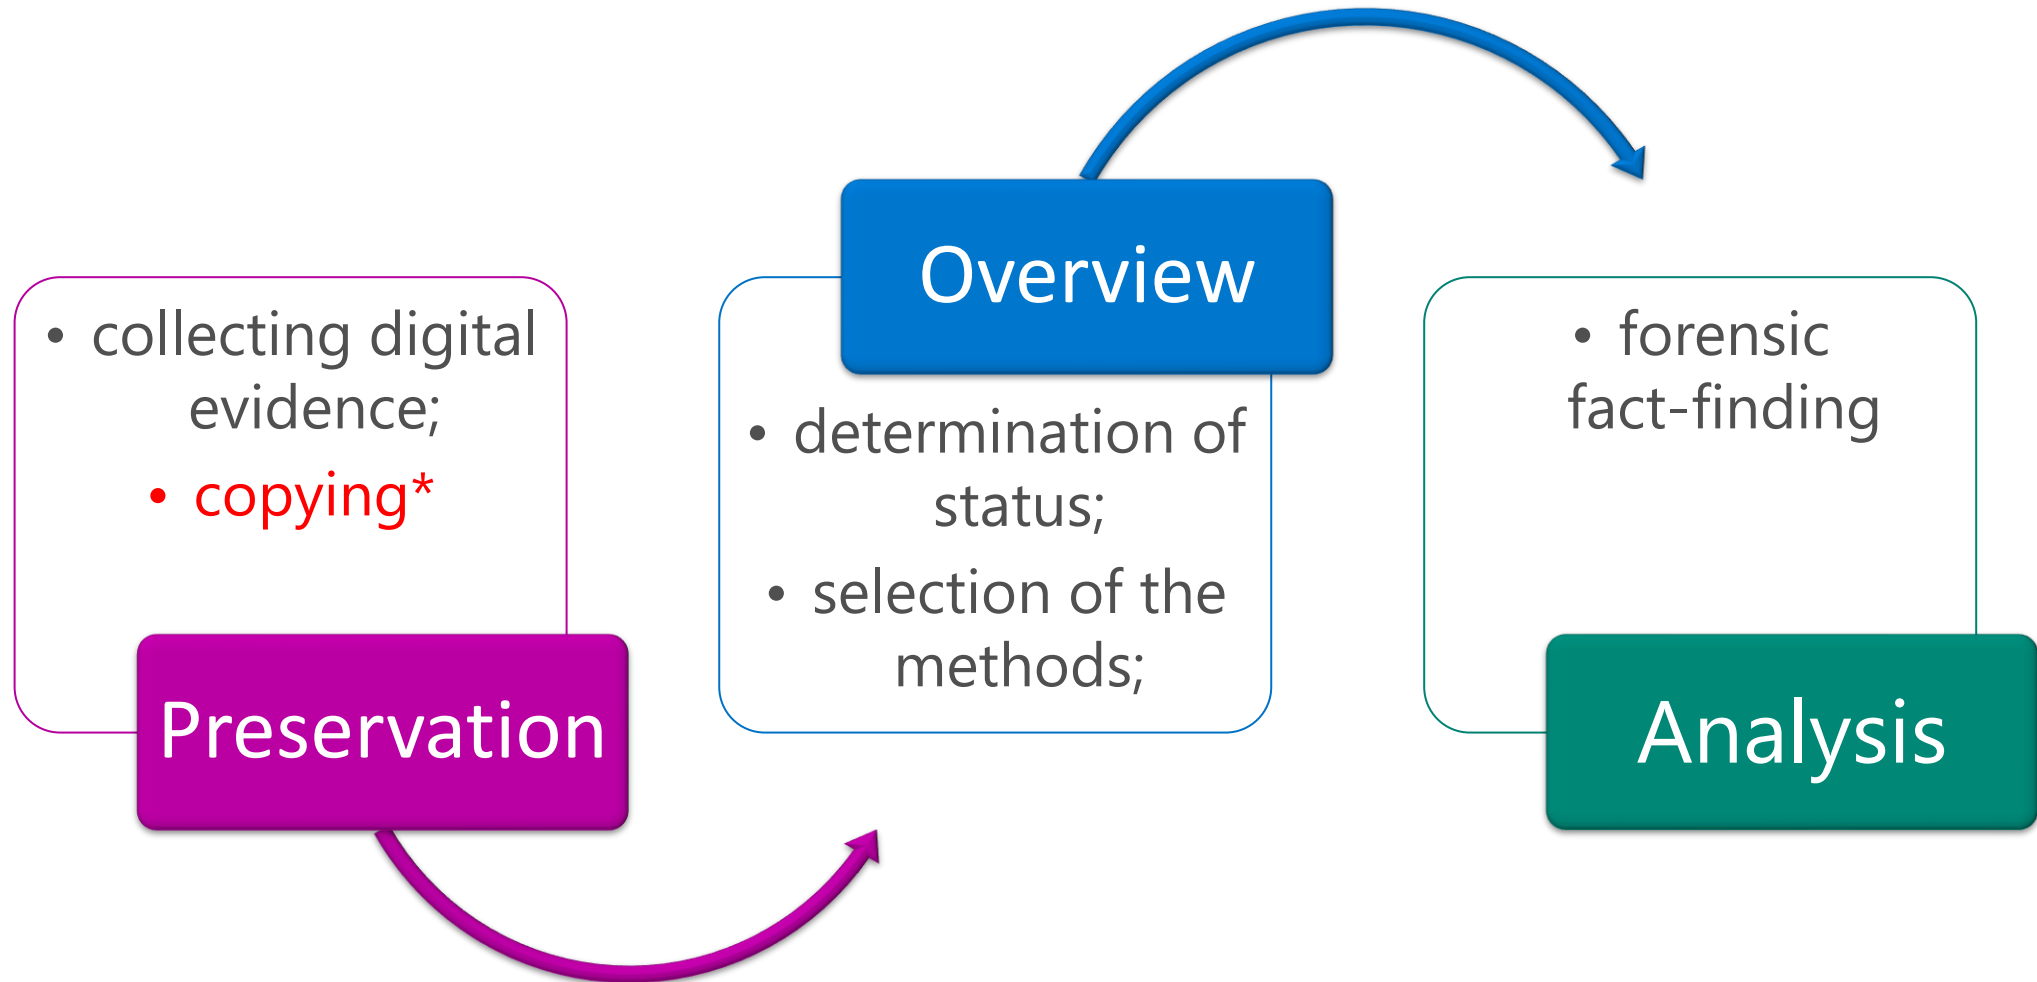 • collecting digital
evidence;
• copying*
Preservation
Overview
• determination of
status;
• selection of the
methods;
• forensic
fact-finding
Analysis